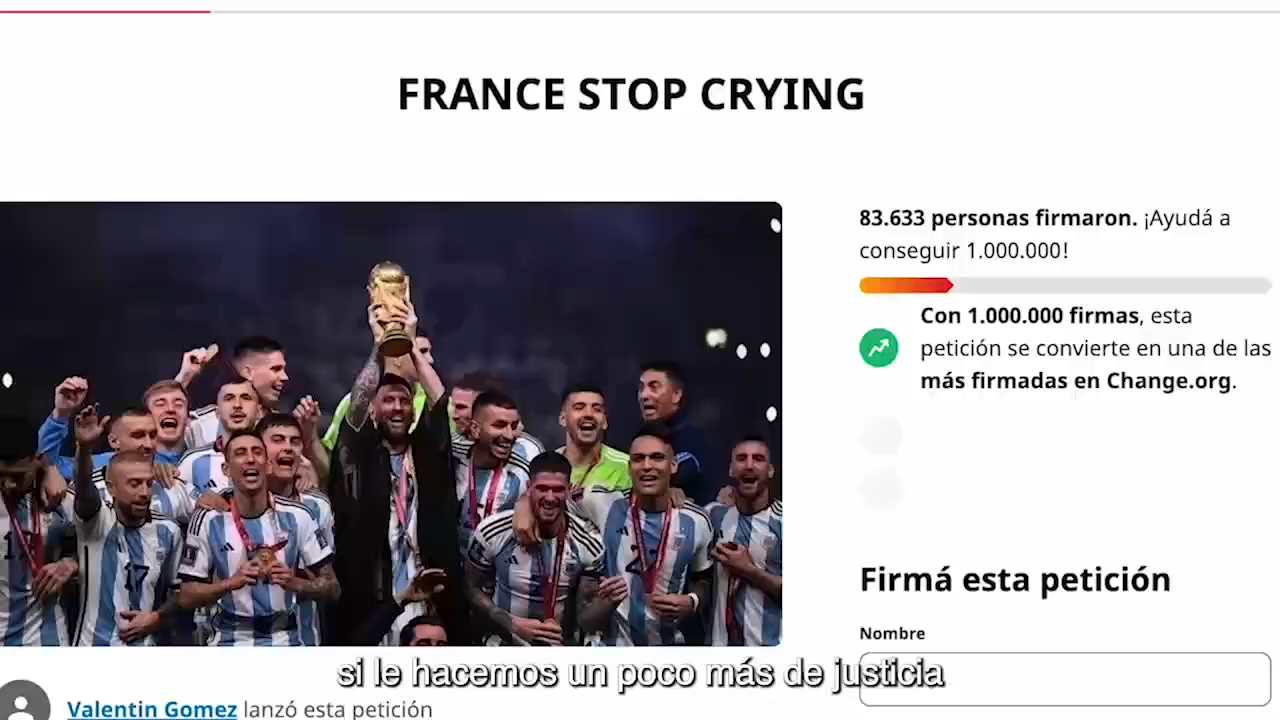 FRANCE STOP CRYING
83.633 personas firmaron. ¡Ayudá a
conseguir 1.000.000!
Con 1.000.000 firmas, esta
petición se convierte en una de las
más firmadas en Change.org.
17
Firmá esta petición
Nombre
si le hacemos un poco más de justicia
Valentin Gomez lanzó esta petición